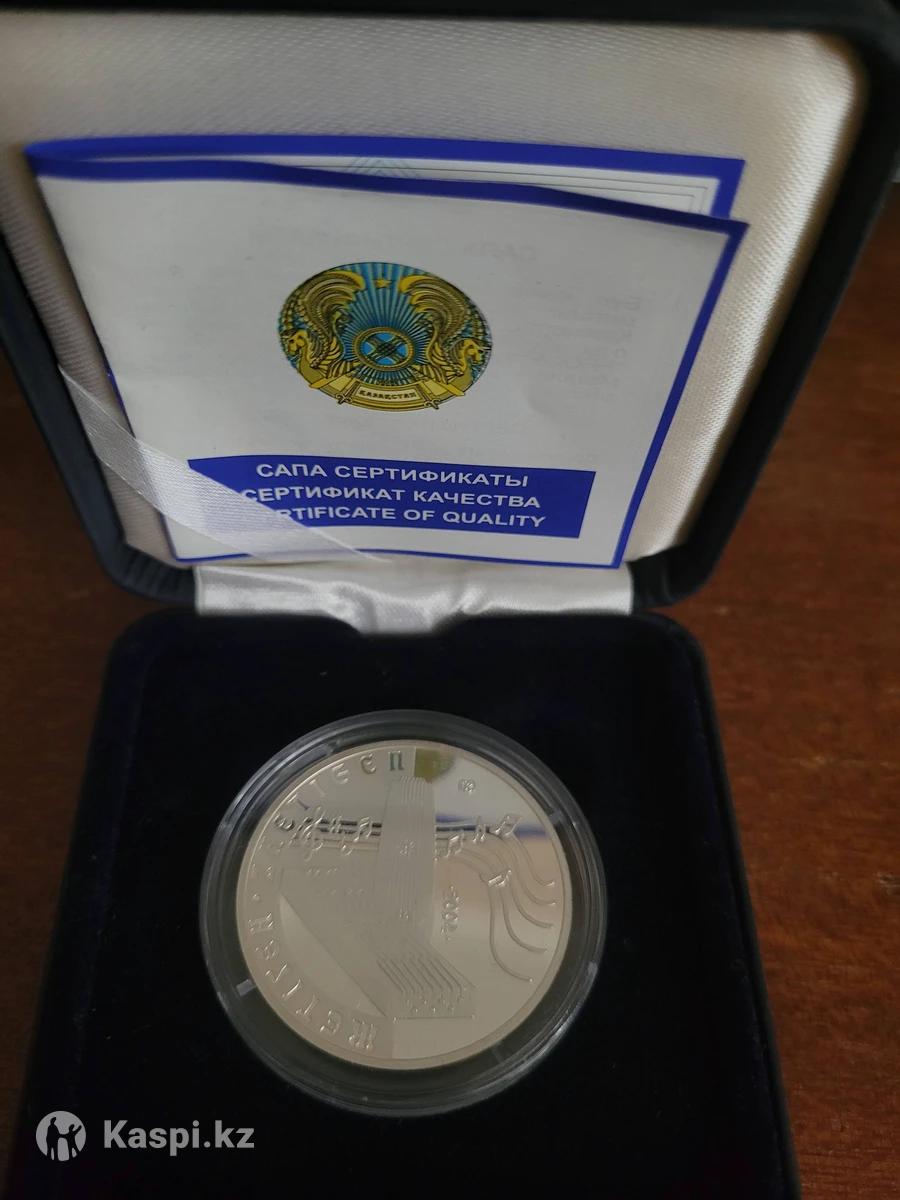 ҚАЗАҚСТАН
САПА СЕРТИФИКАТЫ
СЕРТИФИКАТ КАЧЕСТВА
CERTIFICATE OF QUALITY
ЖЕТІГЕН
Kaspi.kz